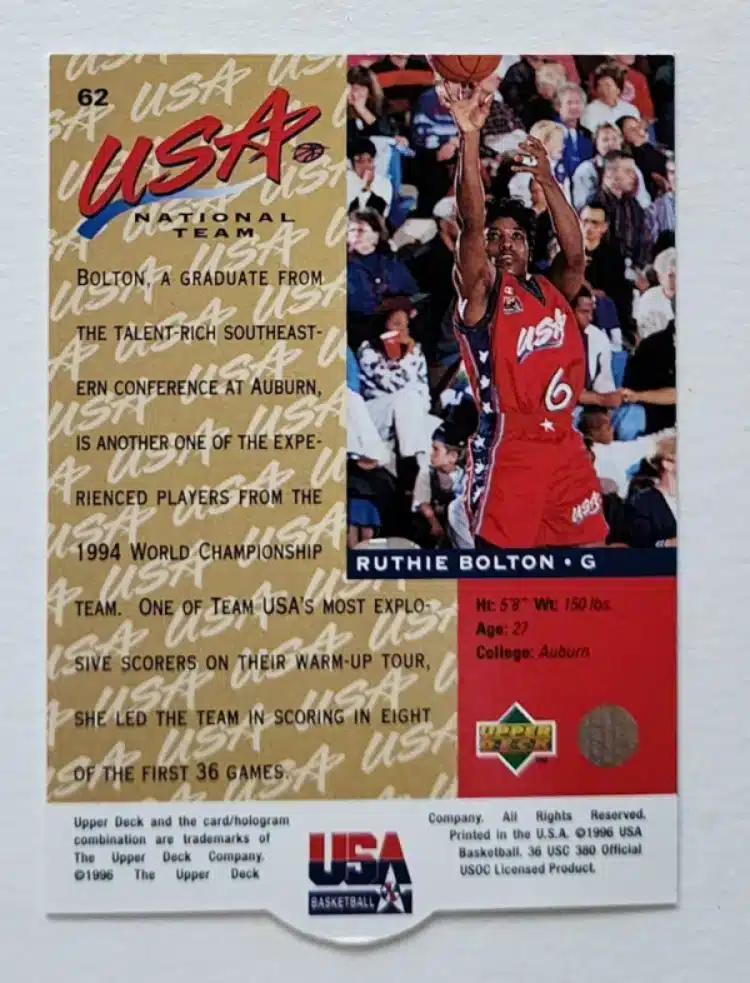 62
USA
NATIONAL
TEAM
BOLTON, A GRADUATE FROM
THE TALENT-RICH SOUTHEAST-
ERN CONFERENCE AT AUBURN,
IS ANOTHER ONE OF THE EXPE-
RIENCED PLAYERS FROM THE
1994 WORLD CHAMPIONSHIP
TEAM. ONE OF TEAM USA'S MOST EXPLO-
SIVE SCORERS ON THEIR WARM-UP TOUR,
SHE LED THE TEAM IN SCORING IN EIGHT
OF THE FIRST 36 GAMES.
USA
6
USA
RUTHIE BOLTON • G
Ht: 5'8" Wt: 150 lbs.
Age: 27
College: Auburn
UPPER
DECK
Upper Deck and the card/hologram
combination are trademarks of
The Upper Deck Company.
©1996 The Upper Deck
USA
BASKETBALL
Company. All Rights Reserved.
Printed in the U.S.A. ©1996 USA
Basketball. 36 USC 380 Official
USOC Licensed Product.